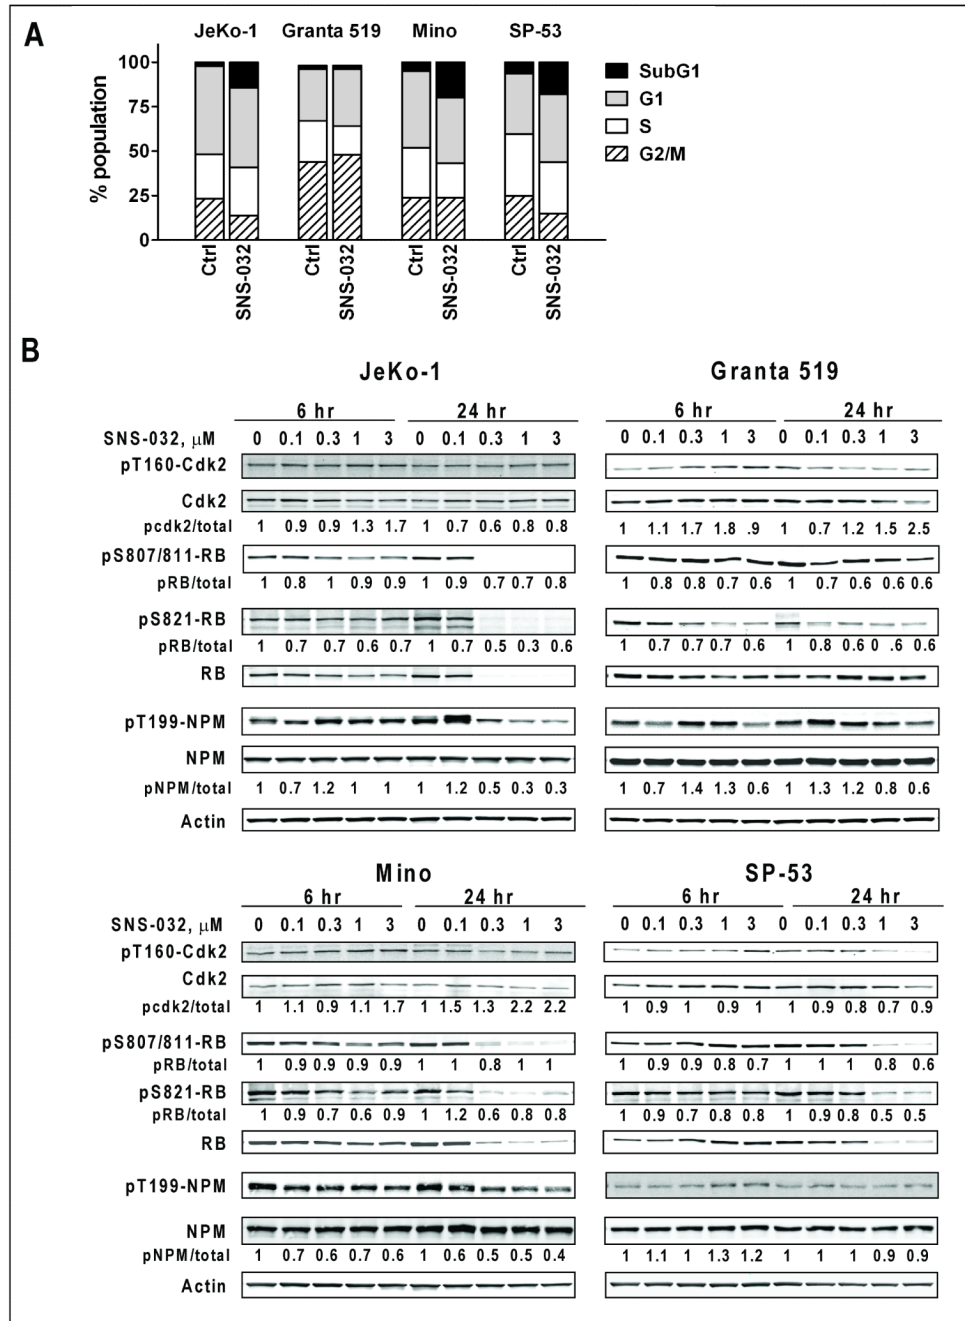 A
JeKo-1 Granta 519 Mino SP-53
% population
100
75
50
25
0
SubG1
G1
S
G2/M
Ctrl SNS-032 Ctrl SNS-032 Ctrl SNS-032 Ctrl SNS-032
B
JeKo-1 Granta 519
6 hr 24 hr 6 hr 24 hr
SNS-032, μM 0 0.1 0.3 1 3 0 0.1 0.3 1 3 0 0.1 0.3 1 3 0 0.1 0.3 1 3
pT160-Cdk2
Cdk2
pcdk2/total 1 0.9 0.9 1.3 1.7 1 0.7 0.6 0.8 0.8 1 1.1 1.7 1.8 .9 1 0.7 1.2 1.5 2.5
pS807/811-RB
pRB/total 1 0.8 1 0.9 0.9 1 0.9 0.7 0.7 0.8 1 0.8 0.8 0.7 0.6 1 0.7 0.6 0.6 0.6
pS821-RB
pRB/total 1 0.7 0.7 0.6 0.7 1 0.7 0.5 0.3 0.6 1 0.7 0.7 0.7 0.6 1 0.8 0.6 0 .6 0.6
RB
pT199-NPM
NPM
pNPM/total 1 0.7 1.2 1 1 1 1.2 0.5 0.3 0.3 1 0.7 1.4 1.3 0.6 1 1.3 1.2 0.8 0.6
Actin
Mino SP-53
6 hr 24 hr 6 hr 24 hr
SNS-032, μM 0 0.1 0.3 1 3 0 0.1 0.3 1 3 0 0.1 0.3 1 3 0 0.1 0.3 1 3
pT160-Cdk2
Cdk2
pcdk2/total 1 1.1 0.9 1.1 1.7 1 1.5 1.3 2.2 2.2 1 0.9 1 0.9 1 1 0.9 0.8 0.7 0.9
pS807/811-RB
pRB/total 1 0.9 0.9 0.9 0.9 1 1 0.8 1 1 1 0.9 0.9 0.8 0.7 1 1 1 0.8 0.6
pS821-RB
pRB/total 1 0.9 0.7 0.6 0.9 1 1.2 0.6 0.8 0.8 1 0.9 0.7 0.8 0.8 1 0.9 0.8 0.5 0.5
RB
pT199-NPM
NPM
pNPM/total 1 0.7 0.6 0.7 0.6 1 0.6 0.5 0.5 0.4 1 1.1 1 1.3 1.2 1 1 1 0.9 0.9
Actin